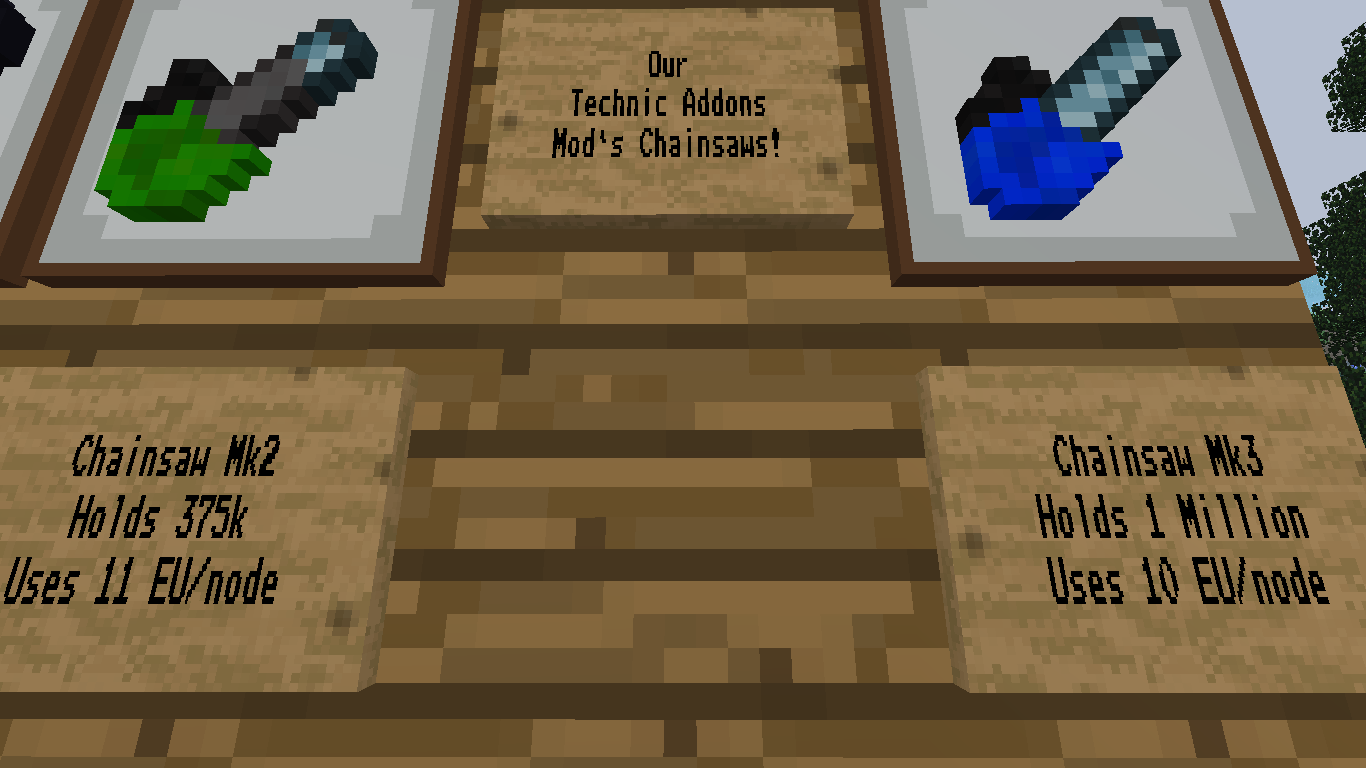 Our
Technic Addons
Mod's Chainsaws!
Chainsaw Mk2
Holds 375k
Uses 11 EU/node
Chainsaw Mk3
Holds 1 Million
Uses 10 EU/node